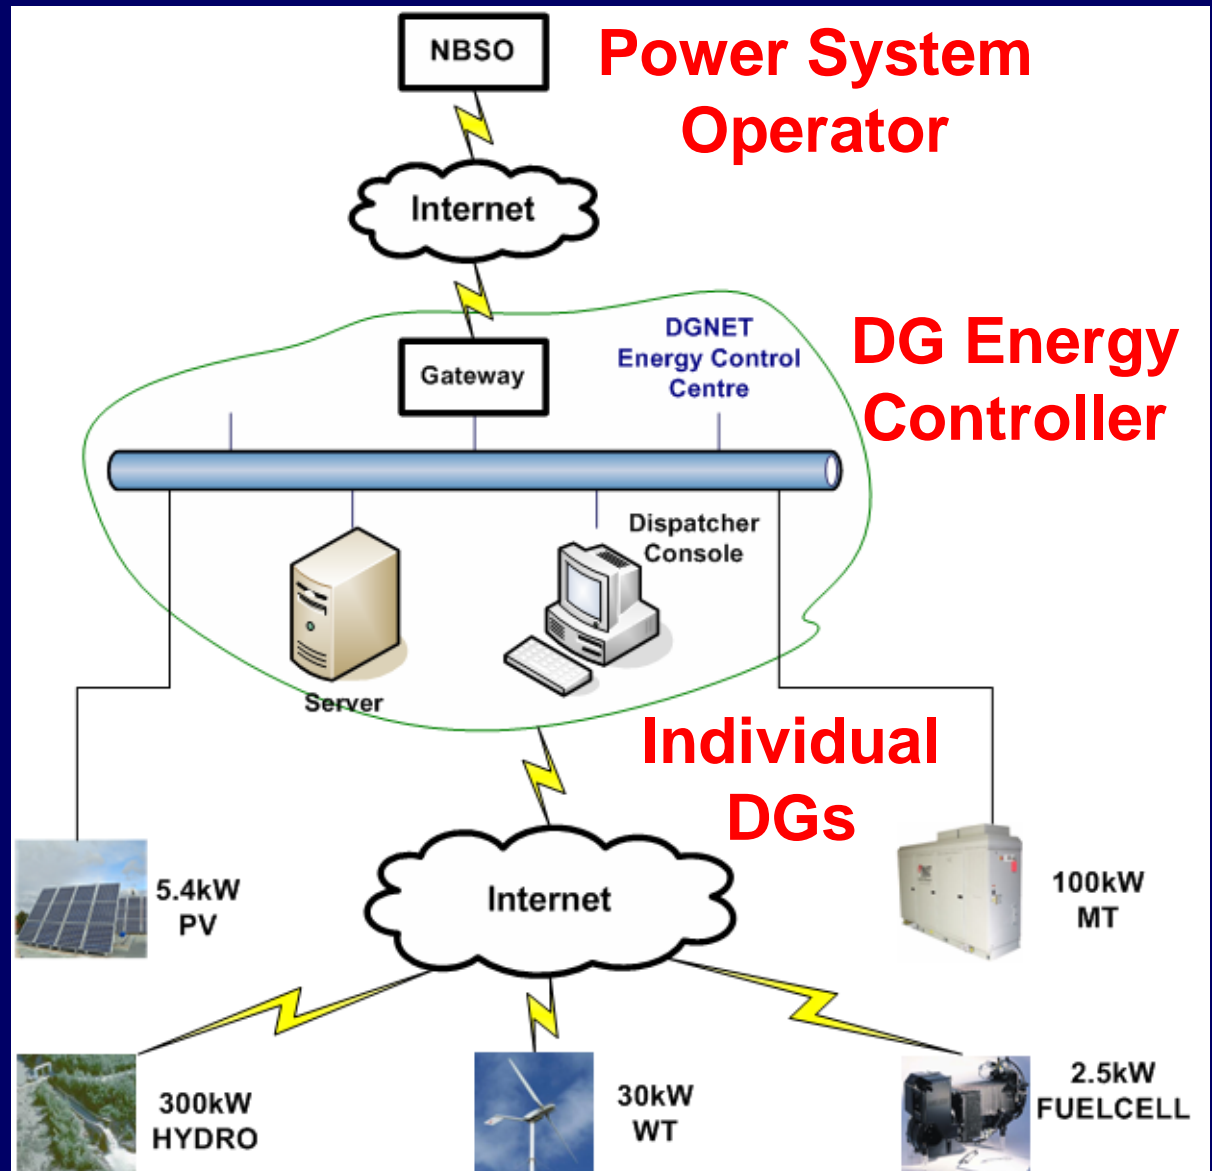 NBSO
Power System
Operator
Internet
DGNET
Energy Control
Centre
DG Energy
Controller
Gateway
Dispatcher
Console
Server
Individual
DGs
5.4kW
PV
Internet
100kW
MT
300kW
HYDRO
30kW
WT
2.5kW
FUELCELL